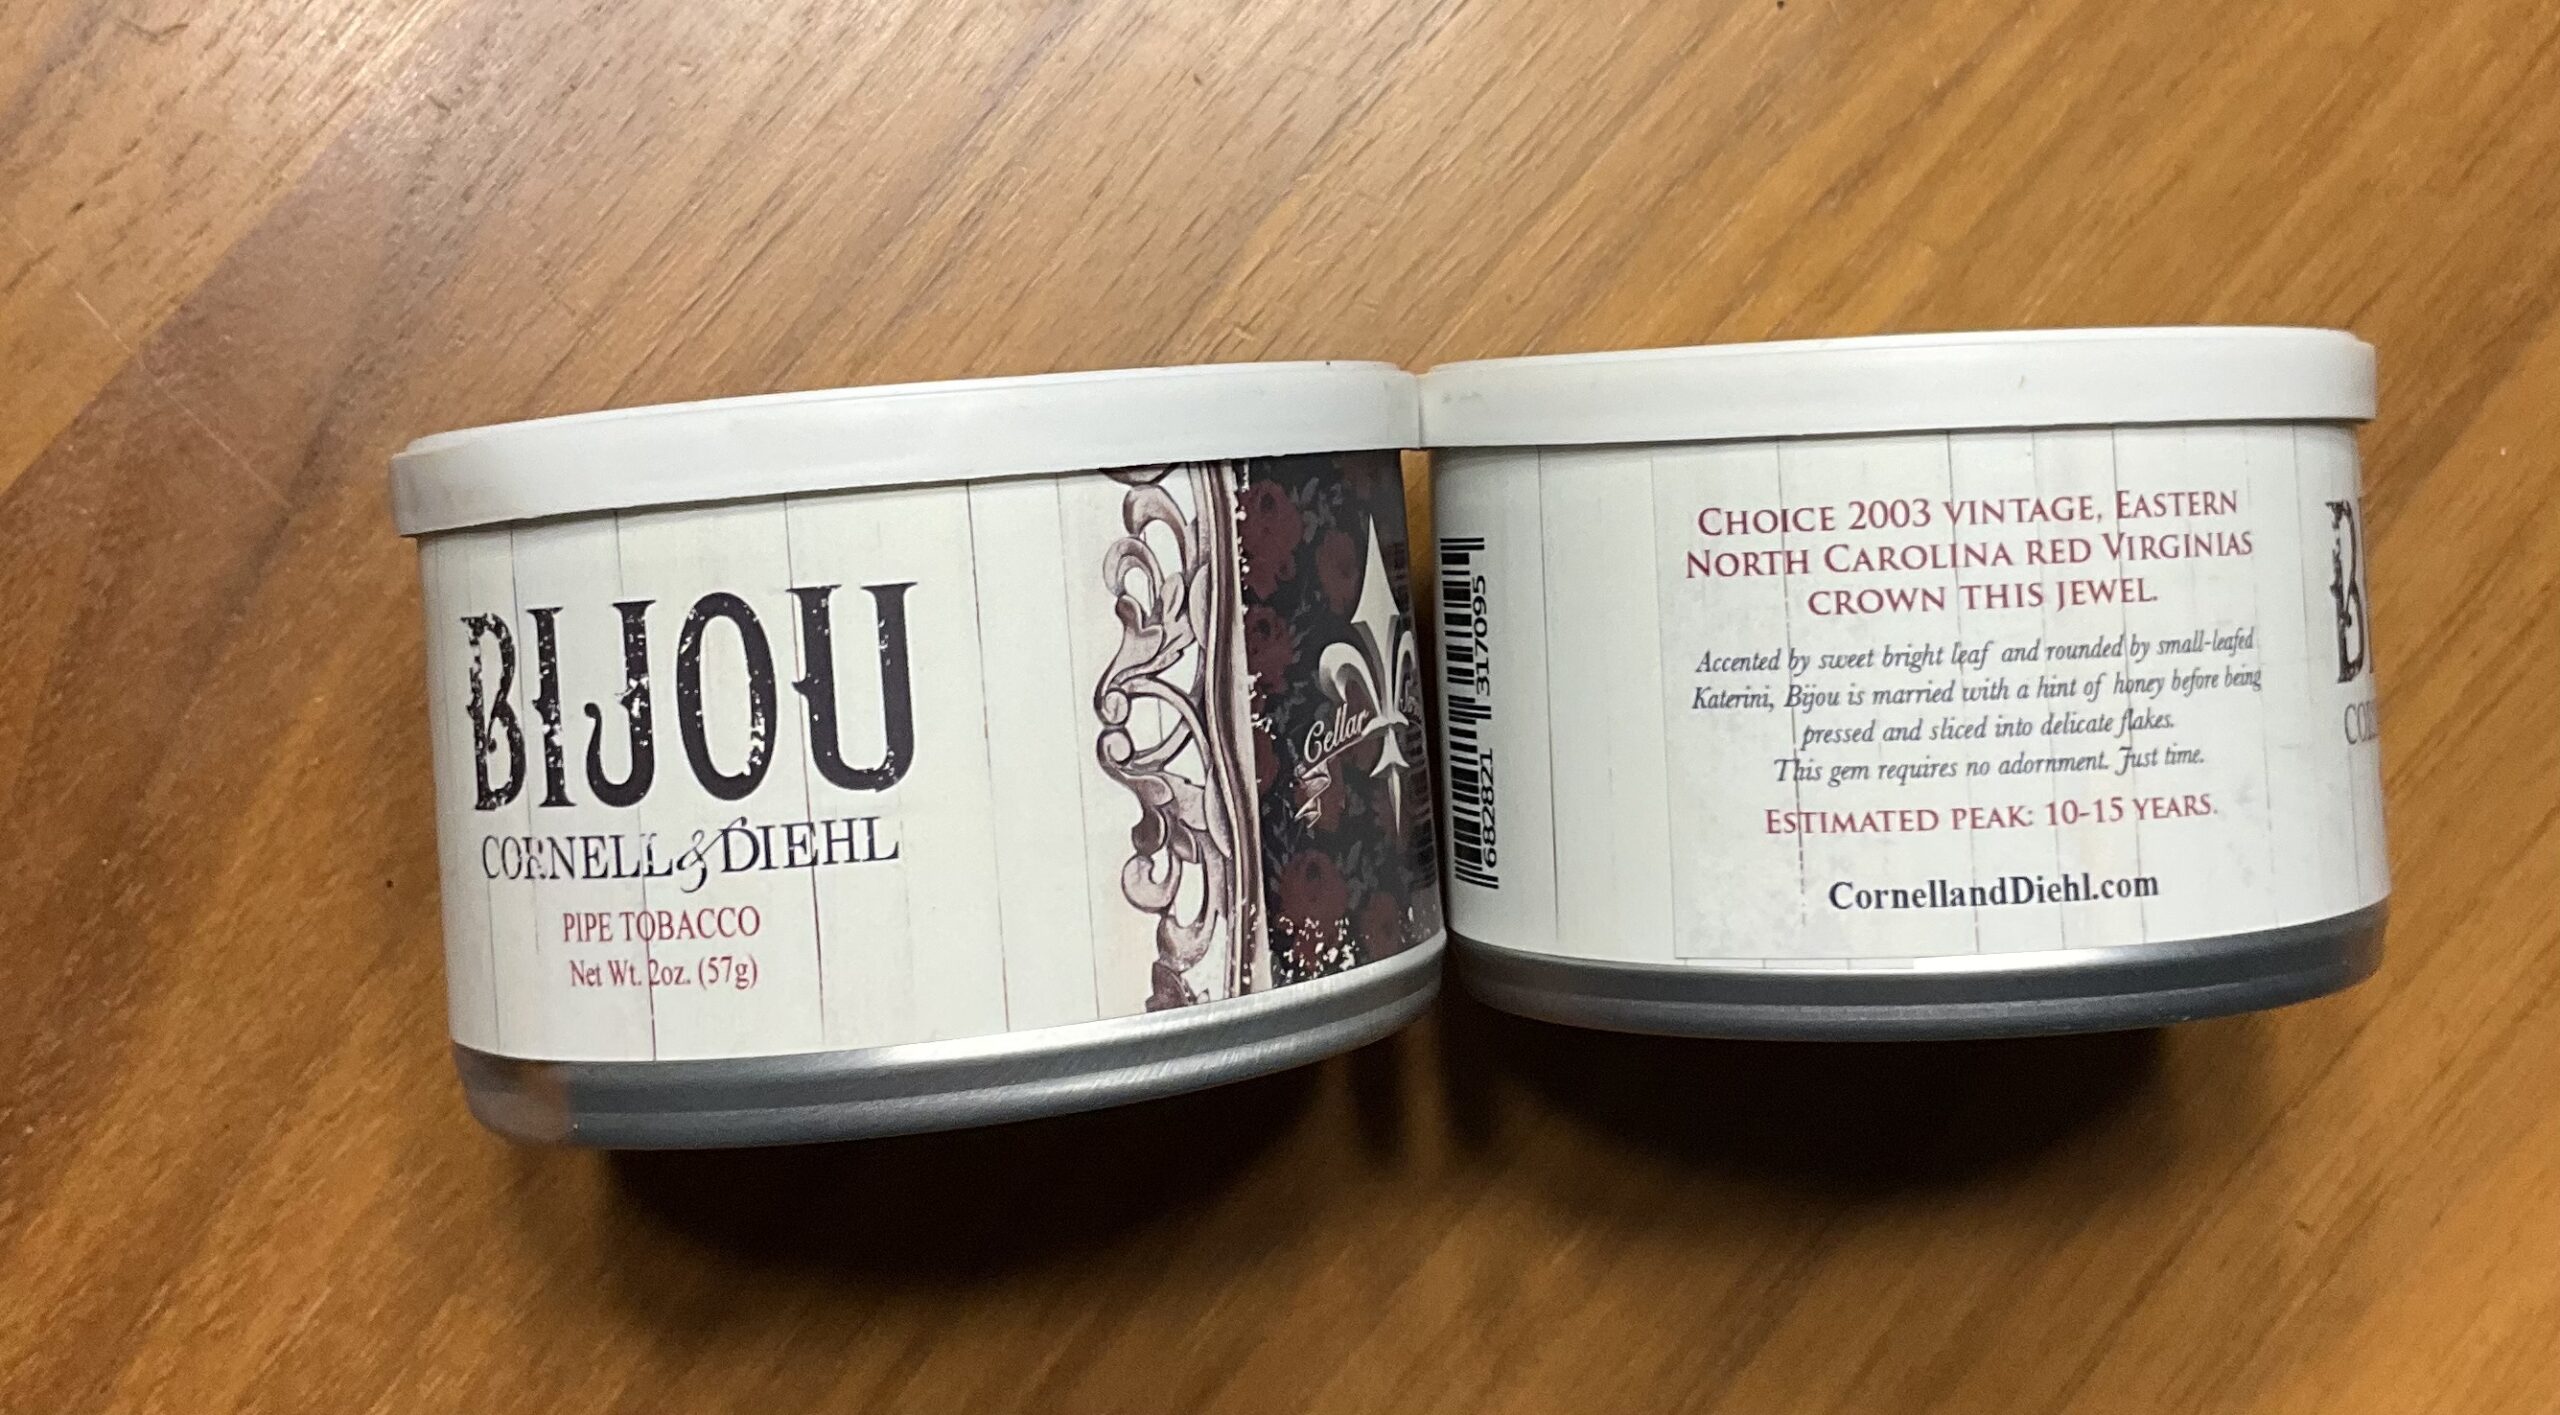 BIJOU
CORNELL & DIEHL
PIPE TOBACCO
Net Wt. 2oz. (57g)
Cellar
6828821 317095
CHOICE 2003 VINTAGE, EASTERN
NORTH CAROLINA RED VIRGINIAS
CROWN THIS JEWEL.
Accented by sweet bright leaf and rounded by small-leafed
Katerini, Bijou is married with a hint of honey before being
pressed and sliced into delicate flakes.
This gem requires no adornment. Just time.
ESTIMATED PEAK: 10-15 YEARS.
CornellandDiehl.com